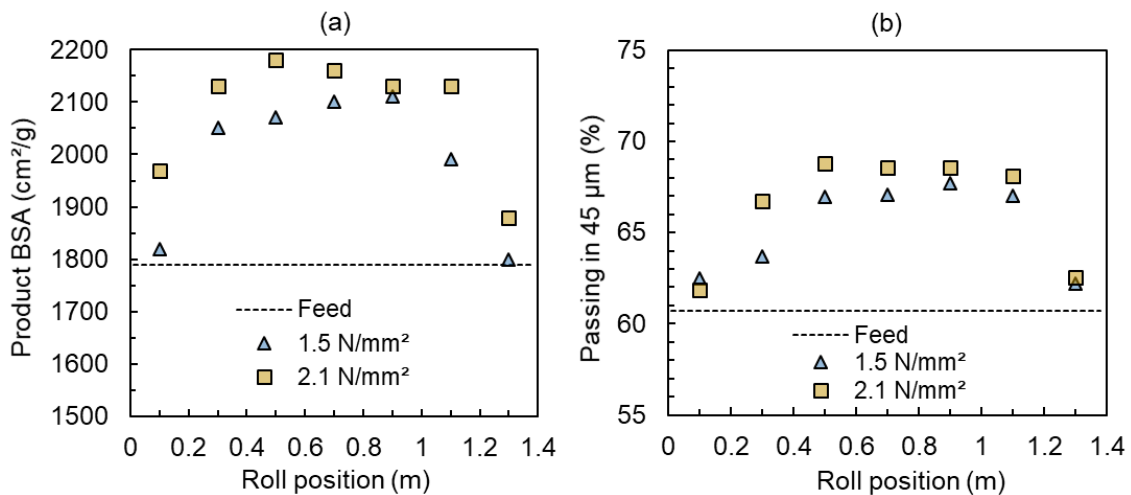 (a)
Product BSA (cm²/g)
2200
2100
2000
1900
1800
1700
1600
1500
Feed
1.5 N/mm²
2.1 N/mm²
0 0.2 0.4 0.6 0.8 1 1.2 1.4
Roll position (m)
(b)
Passing in 45 µm (%)
75
70
65
60
55
Feed
1.5 N/mm²
2.1 N/mm²
0 0.2 0.4 0.6 0.8 1 1.2 1.4
Roll position (m)